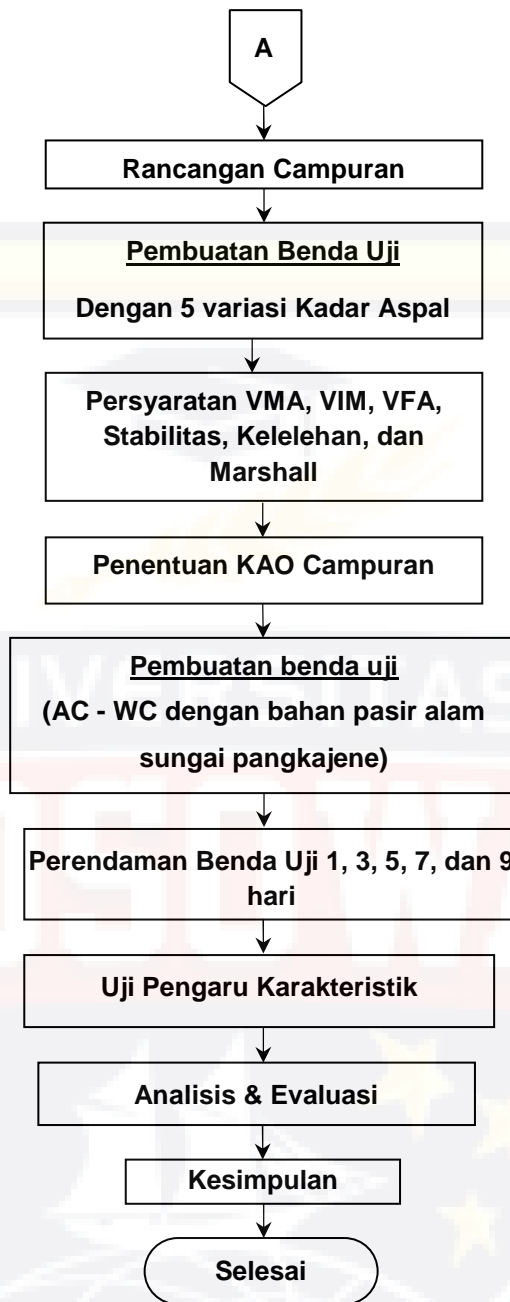 A
Rancangan Campuran
Pembuatan Benda Uji
Dengan 5 variasi Kadar Aspal
Persyaratan VMA, VIM, VFA,
Stabilitas, Kelelehan, dan
Marshall
Penentuan KAO Campuran
UNIVERSITAS
Pembuatan benda uji
(AC - WC dengan bahan pasir alam
sungai pangkajene)
BOSOWA
Perendaman Benda Uji 1, 3, 5, 7, dan 9
hari
Uji Pengaru Karakteristik
Analisis & Evaluasi
Kesimpulan
Selesai